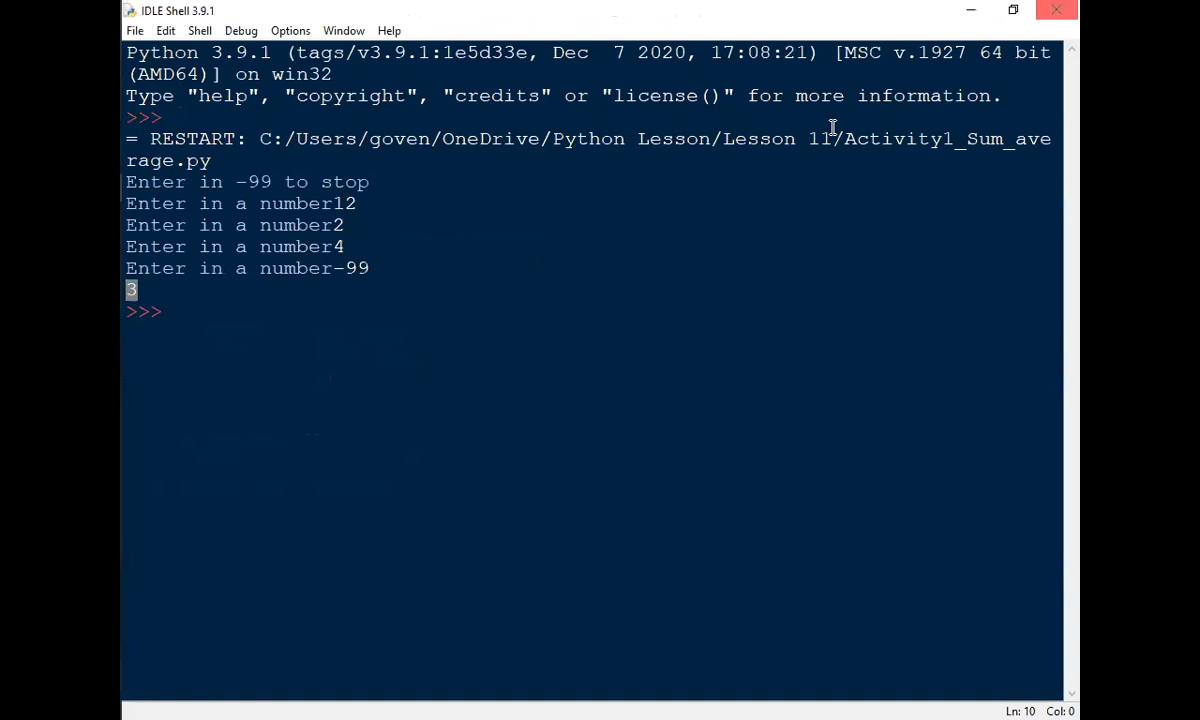 IDLE Shell 3.9.1
File Edit Shell Debug Options Window Help
Python 3.9.1 (tags/v3.9.1:1e5d33e, Dec  7 2020, 17:08:21) [MSC v.1927 64 bit
(AMD64)] on win32
Type "help", "copyright", "credits" or "license()" for more information.
>>>
= RESTART: C:/Users/goven/OneDrive/Python Lesson/Lesson 11/Activity1_Sum_ave
rage.py
Enter in -99 to stop
Enter in a number12
Enter in a number2
Enter in a number4
Enter in a number-99
3
>>>
Ln: 10 Col: 0